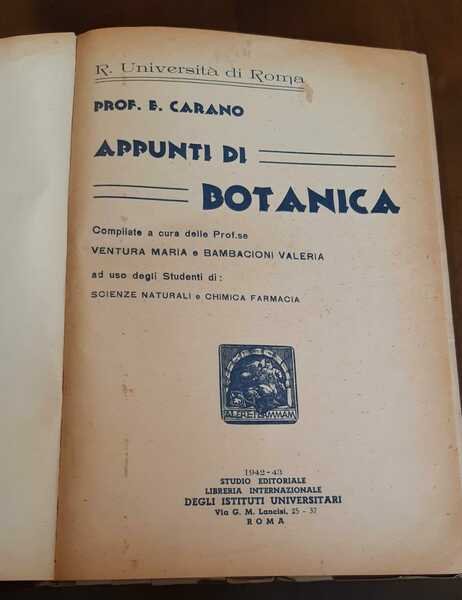 R. Università di Roma
PROF. E. CARANO
APPUNTI DI
BOTANICA
Compilate a cura delle Prof.se
VENTURA MARIA e BAMBACIONI VALERIA
ad uso degli Studenti di:
SCIENZE NATURALI e CHIMICA FARMACIA
ALERE FLAMMAM
1942-43
STUDIO EDITORIALE
LIBRERIA INTERNAZIONALE
DEGLI ISTITUTI UNIVERSITARI
Via G. M. Lancisi, 25 - 37
ROMA